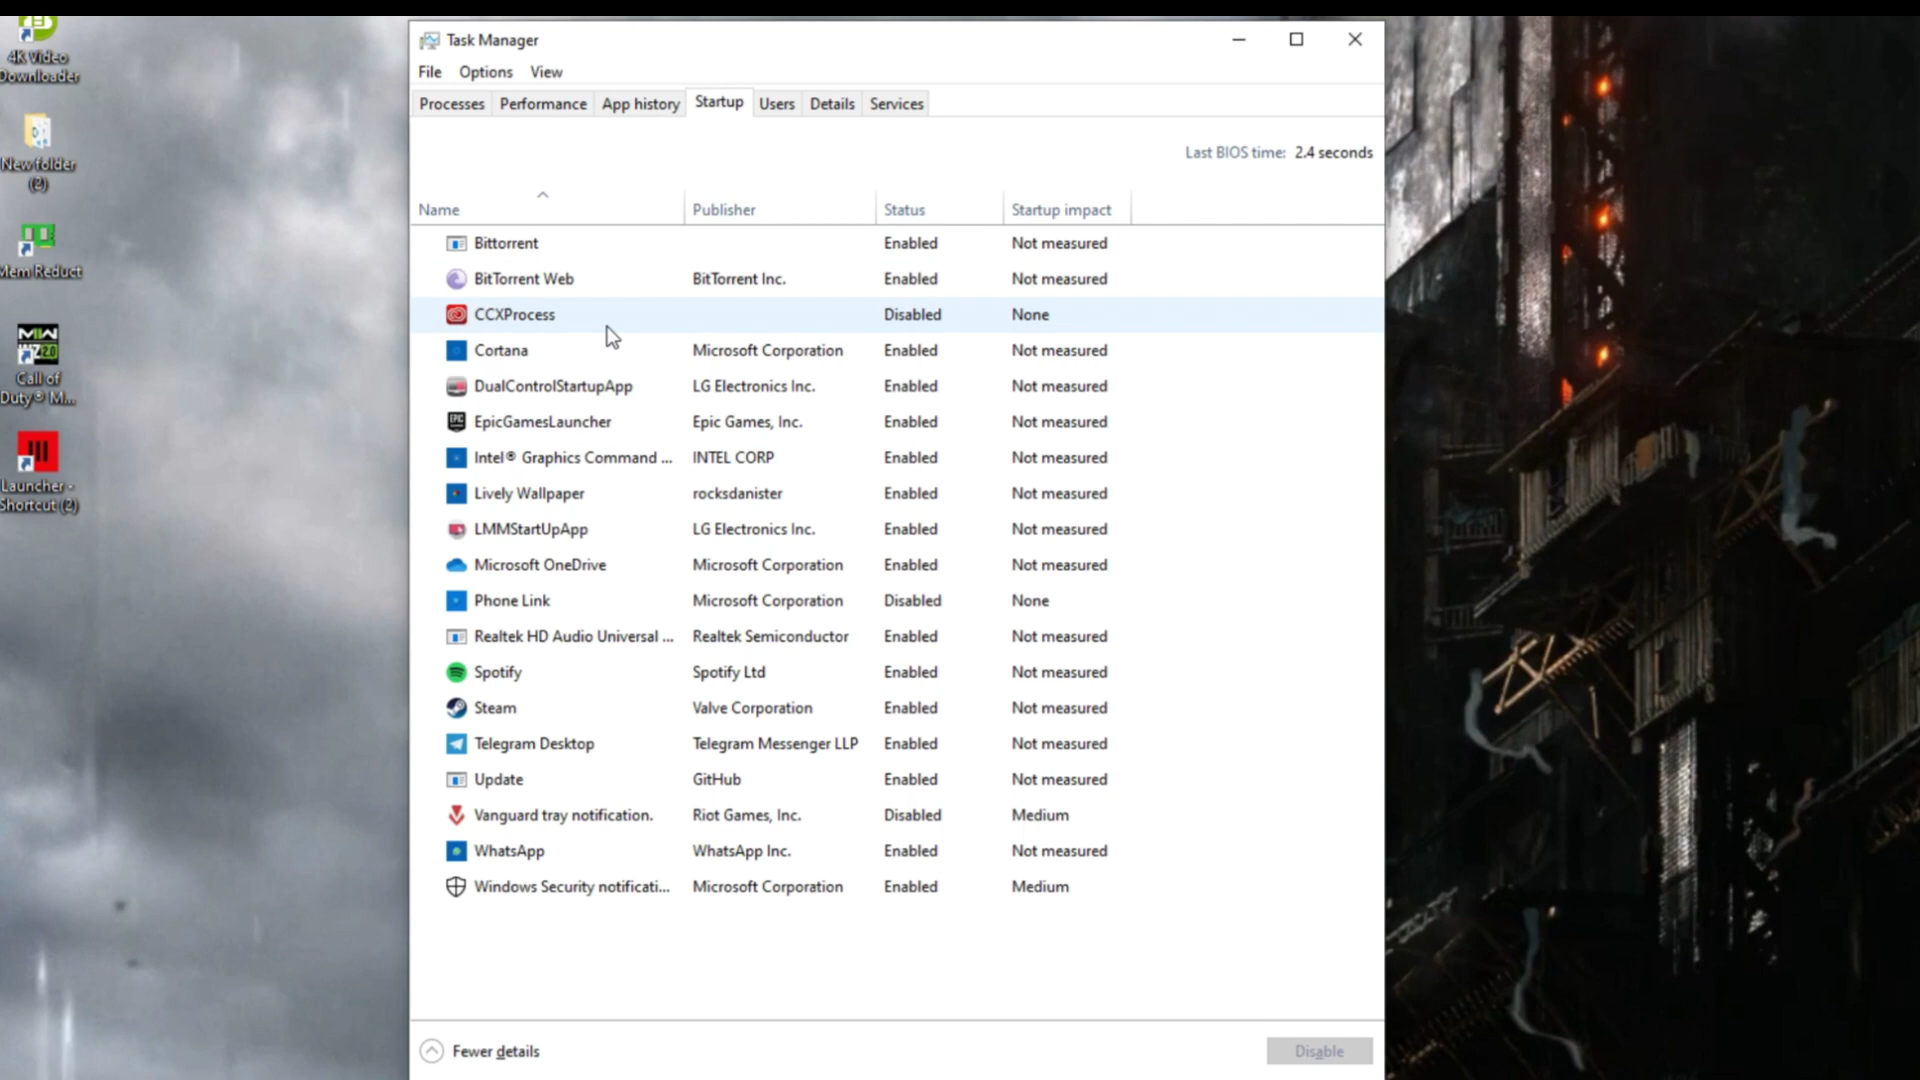 4K Video
Downloader
New folder
(2)
Mem Reduct
MW
WZ 2.0
Call of
Duty® M...
Launcher -
Shortcut (2)
Task Manager
File Options View
Processes Performance App history Startup Users Details Services
Last BIOS time: 2.4 seconds
Name Publisher Status Startup impact
Bittorrent Enabled Not measured
BitTorrent Web BitTorrent Inc. Enabled Not measured
CCXProcess Disabled None
Cortana Microsoft Corporation Enabled Not measured
DualControlStartupApp LG Electronics Inc. Enabled Not measured
EPIC
EpicGamesLauncher Epic Games, Inc. Enabled Not measured
Intel® Graphics Command ... INTEL CORP Enabled Not measured
Lively Wallpaper rocksdanister Enabled Not measured
LMMStartUpApp LG Electronics Inc. Enabled Not measured
Microsoft OneDrive Microsoft Corporation Enabled Not measured
Phone Link Microsoft Corporation Disabled None
Realtek HD Audio Universal ... Realtek Semiconductor Enabled Not measured
Spotify Spotify Ltd Enabled Not measured
Steam Valve Corporation Enabled Not measured
Telegram Desktop Telegram Messenger LLP Enabled Not measured
Update GitHub Enabled Not measured
Vanguard tray notification. Riot Games, Inc. Disabled Medium
WhatsApp WhatsApp Inc. Enabled Not measured
Windows Security notificati... Microsoft Corporation Enabled Medium
Fewer details
Disable